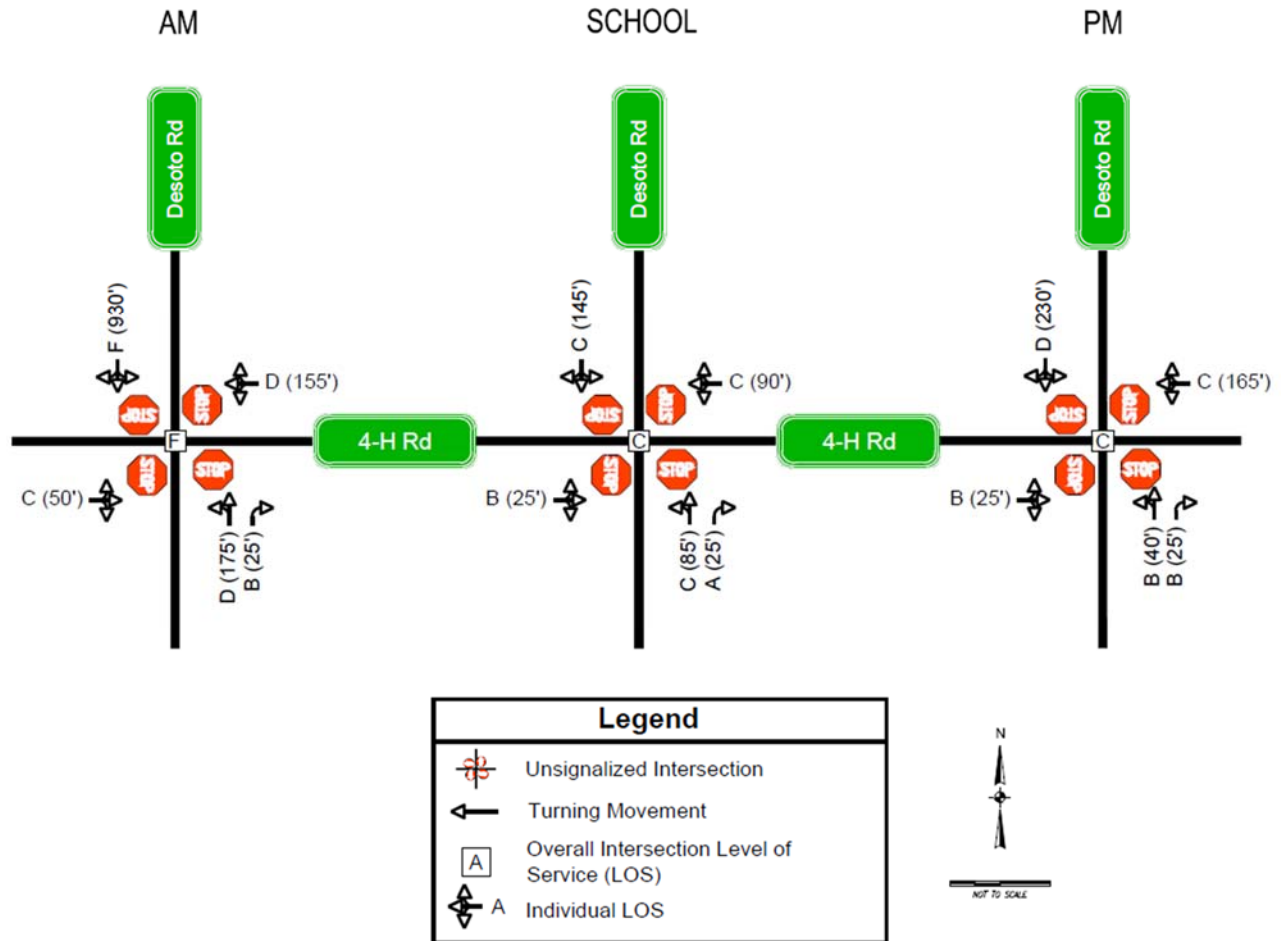 AM
SCHOOL
PM
Desoto Rd
Desoto Rd
Desoto Rd
F (930')
C (145')
D (230')
D (155')
C (90')
C (165')
STOP
STOP
STOP
STOP
STOP
STOP
F
4-H Rd
C
4-H Rd
C
STOP
STOP
STOP
STOP
STOP
STOP
C (50')
B (25')
B (25')
D (175')
B (25')
C (85')
A (25')
B (40')
B (25')
Legend
Unsignalized Intersection
Turning Movement
A
Overall Intersection Level of
Service (LOS)
A
Individual LOS
N
NOT TO SCALE